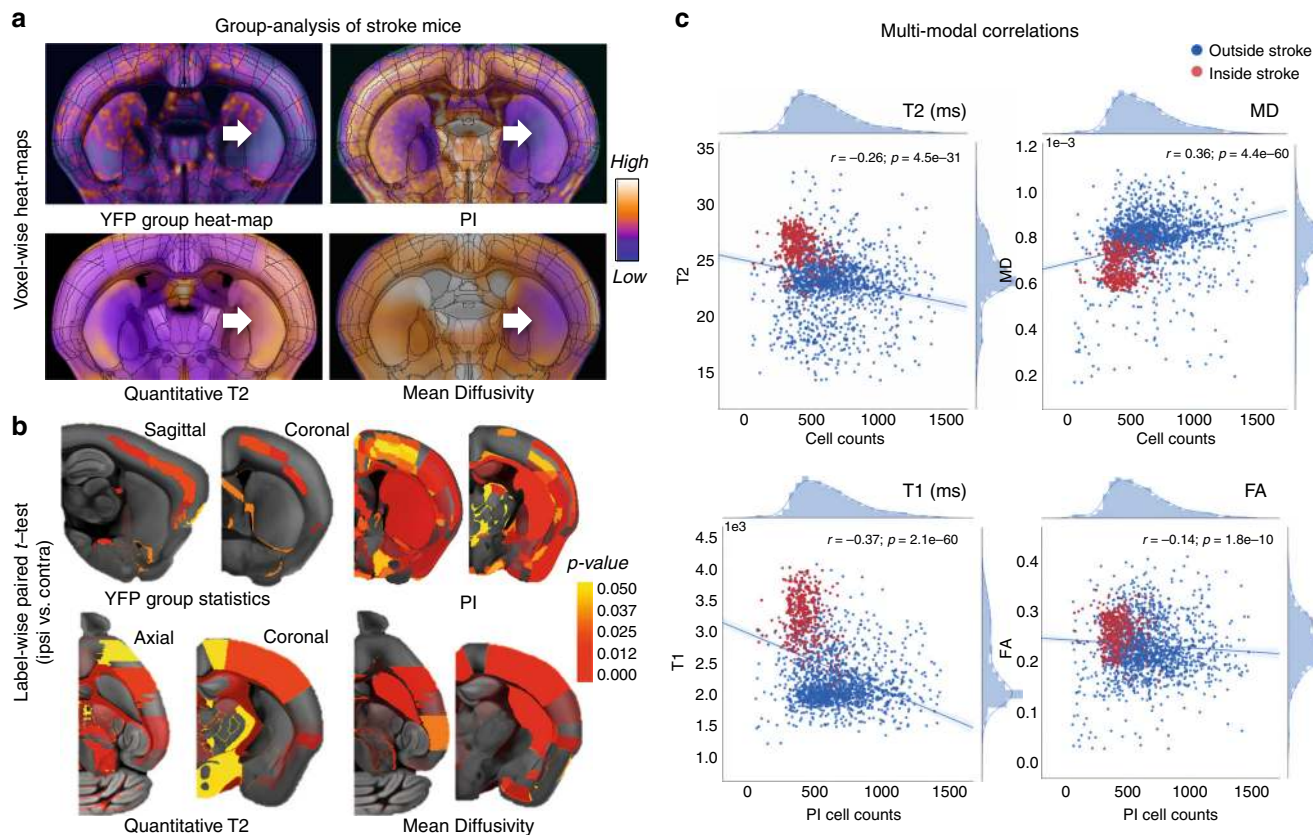 a
Group-analysis of stroke mice
Voxel-wise heat-maps
YFP group heat-map
PI
High
Low
Quantitative T2
Mean Diffusivity
b
Label-wise paired t–test
(ipsi vs. contra)
Sagittal
Coronal
YFP group statistics
PI
p-value
0.050
0.037
0.025
0.012
0.000
Axial
Coronal
Quantitative T2
Mean Diffusivity
c
Multi-modal correlations
Outside stroke
Inside stroke
T2 (ms)
r = –0.26; p = 4.5e–31
T2
35
30
25
20
15
0 500 1000 1500
Cell counts
MD
1e–3
r = 0.36; p = 4.4e–60
MD
1.2
1.0
0.8
0.6
0.4
0.2
0 500 1000 1500
Cell counts
T1 (ms)
1e3
r = –0.37; p = 2.1e–60
T1
4.5
4.0
3.5
3.0
2.5
2.0
1.5
1.0
0 500 1000 1500
PI cell counts
FA
r = –0.14; p = 1.8e–10
FA
0.4
0.3
0.2
0.1
0.0
0 500 1000 1500
PI cell counts